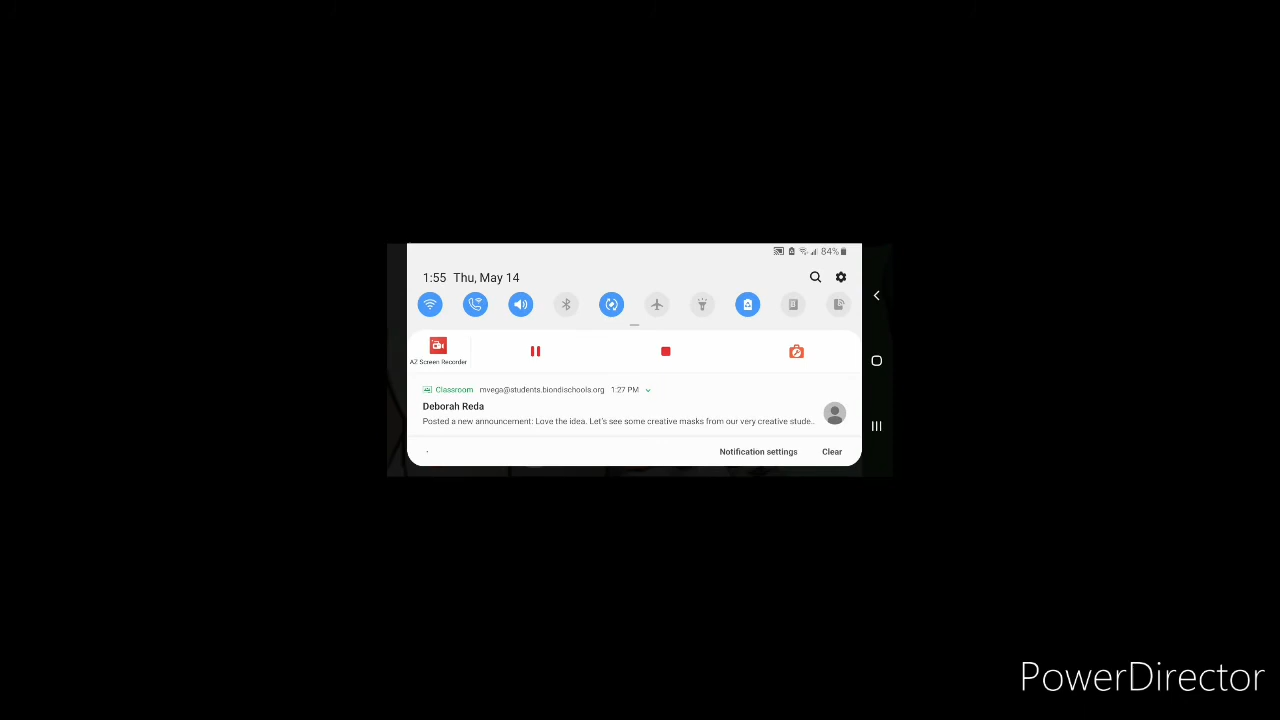 84%
1:55 Thu, May 14
AZ Screen Recorder
Classroom mvega@students.biondischools.org 1:27 PM
Deborah Reda
Posted a new announcement: Love the idea. Let's see some creative masks from our very creative stude..
Notification settings Clear
PowerDirector